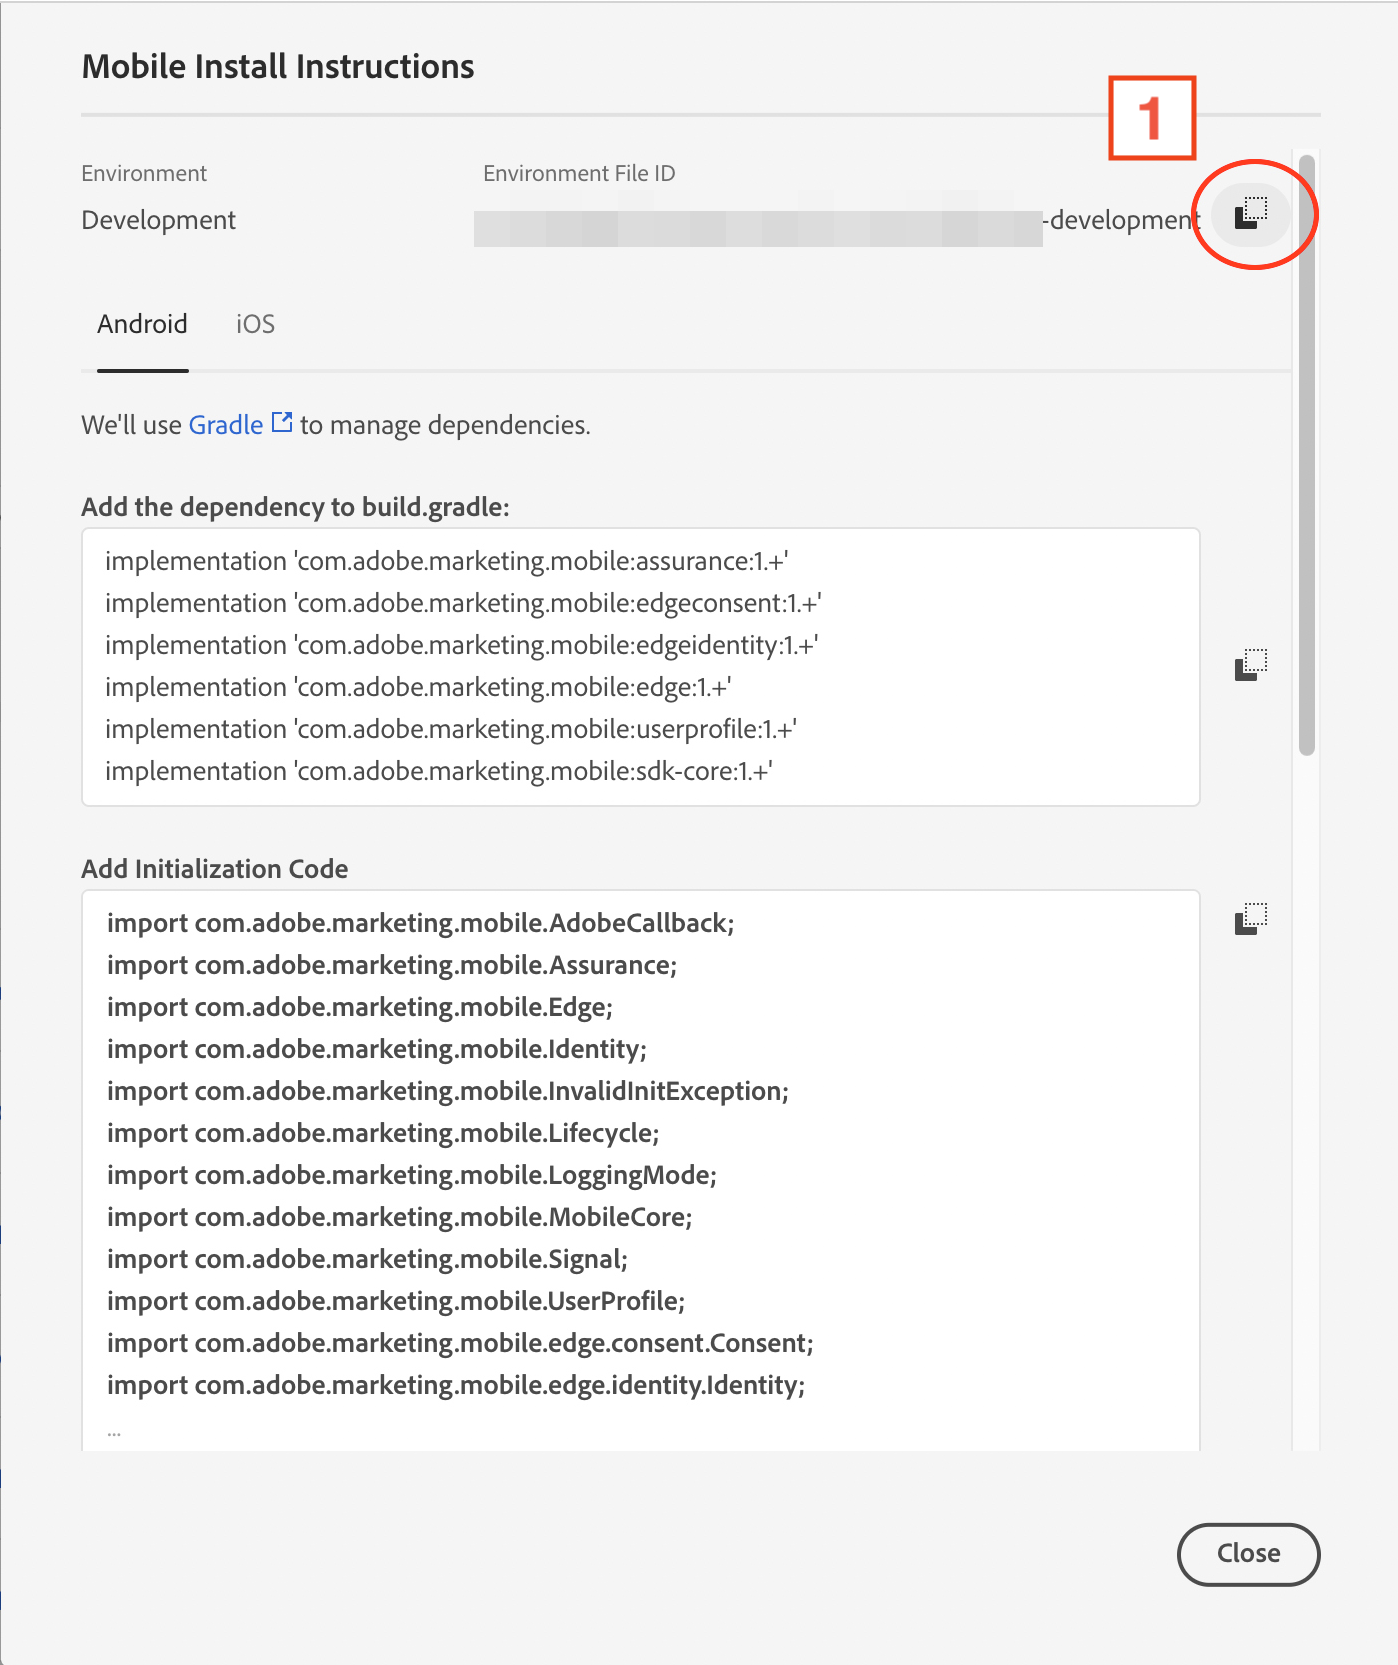 Mobile Install Instructions
1
Environment
Environment File ID
Development
-development
Android
iOS
We'll use Gradle to manage dependencies.
Add the dependency to build.gradle:
implementation 'com.adobe.marketing.mobile:assurance:1.+'
implementation 'com.adobe.marketing.mobile:edgeconsent:1.+'
implementation 'com.adobe.marketing.mobile:edgeidentity:1.+'
implementation 'com.adobe.marketing.mobile:edge:1.+'
implementation 'com.adobe.marketing.mobile:userprofile:1.+'
implementation 'com.adobe.marketing.mobile:sdk-core:1.+'
Add Initialization Code
import com.adobe.marketing.mobile.AdobeCallback;
import com.adobe.marketing.mobile.Assurance;
import com.adobe.marketing.mobile.Edge;
import com.adobe.marketing.mobile.Identity;
import com.adobe.marketing.mobile.InvalidInitException;
import com.adobe.marketing.mobile.Lifecycle;
import com.adobe.marketing.mobile.LoggingMode;
import com.adobe.marketing.mobile.MobileCore;
import com.adobe.marketing.mobile.Signal;
import com.adobe.marketing.mobile.UserProfile;
import com.adobe.marketing.mobile.edge.consent.Consent;
import com.adobe.marketing.mobile.edge.identity.Identity;
...
Close